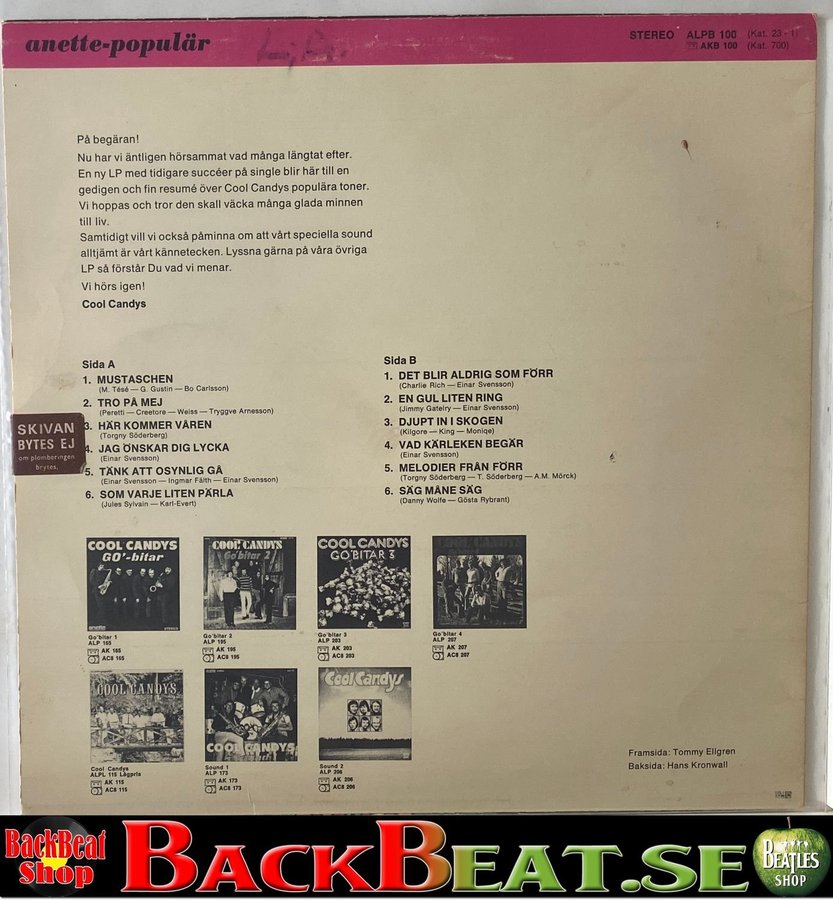 anette-populär
STEREO ALPB 100 (Kat. 23 - 1)
AKB 100 (Kat. 700)
På begäran!
Nu har vi äntligen hörsammat vad många längtat efter.
En ny LP med tidigare succéer på single blir här till en
gedigen och fin resumé över Cool Candys populära toner.
Vi hoppas och tror den skall väcka många glada minnen
till liv.
Samtidigt vill vi också påminna om att vårt speciella sound
alltjämt är vårt kännetecken. Lyssna gärna på våra övriga
LP så förstår Du vad vi menar.
Vi hörs igen!
Cool Candys
Sida A
1. MUSTASCHEN
(M. Tésé — G. Gustin — Bo Carlsson)
2. TRO PÅ MEJ
(Peretti — Creetore — Weiss — Tryggve Arnesson)
3. HÄR KOMMER VÅREN
(Torgny Söderberg)
4. JAG ÖNSKAR DIG LYCKA
(Einar Svensson)
5. TÄNK ATT OSYNLIG GÅ
(Einar Svensson — Ingmar Fälth — Einar Svensson)
6. SOM VARJE LITEN PÄRLA
(Jules Sylvain — Karl-Evert)
SKIVAN
BYTES EJ
om plomberingen
brytes.
Sida B
1. DET BLIR ALDRIG SOM FÖRR
(Charlie Rich — Einar Svensson)
2. EN GUL LITEN RING
(Jimmy Gateiry — Einar Svensson)
3. DJUPT IN I SKOGEN
(Kilgore — King — Moniqe)
4. VAD KÄRLEKEN BEGÄR
(Einar Svensson)
5. MELODIER FRÅN FÖRR
(Torgny Söderberg — T. Söderberg — A.M. Mörck)
6. SÄG MÅNE SÄG
(Danny Wolfe — Gösta Rybrant)
COOL CANDYS
GO'-bitar
anette
STEREO
Go'bitar 1
ALP 165
AK 165
AC8 165
COOL CANDYS
Go'bitar 2
Go'bitar 2
ALP 195
AK 195
AC8 195
COOL CANDYS
GO'BITAR 3
Go'bitar 3
ALP 203
AK 203
AC8 203
COOL CANDYS
Go'bitar 4
ALP 207
AK 207
AC8 207
COOL CANDYS
Cool Candys
ALPL 115 Lågpris
AK 115
AC8 115
COOL CANDYS
Sound 1
ALP 173
AK 173
AC8 173
Cool Candys
Sound 2
ALP 206
AK 206
AC8 206
Framsida: Tommy Ellgren
Baksida: Hans Kronwall
BackBeat
Shop
BACKBEAT.SE
BEATLES
SHOP